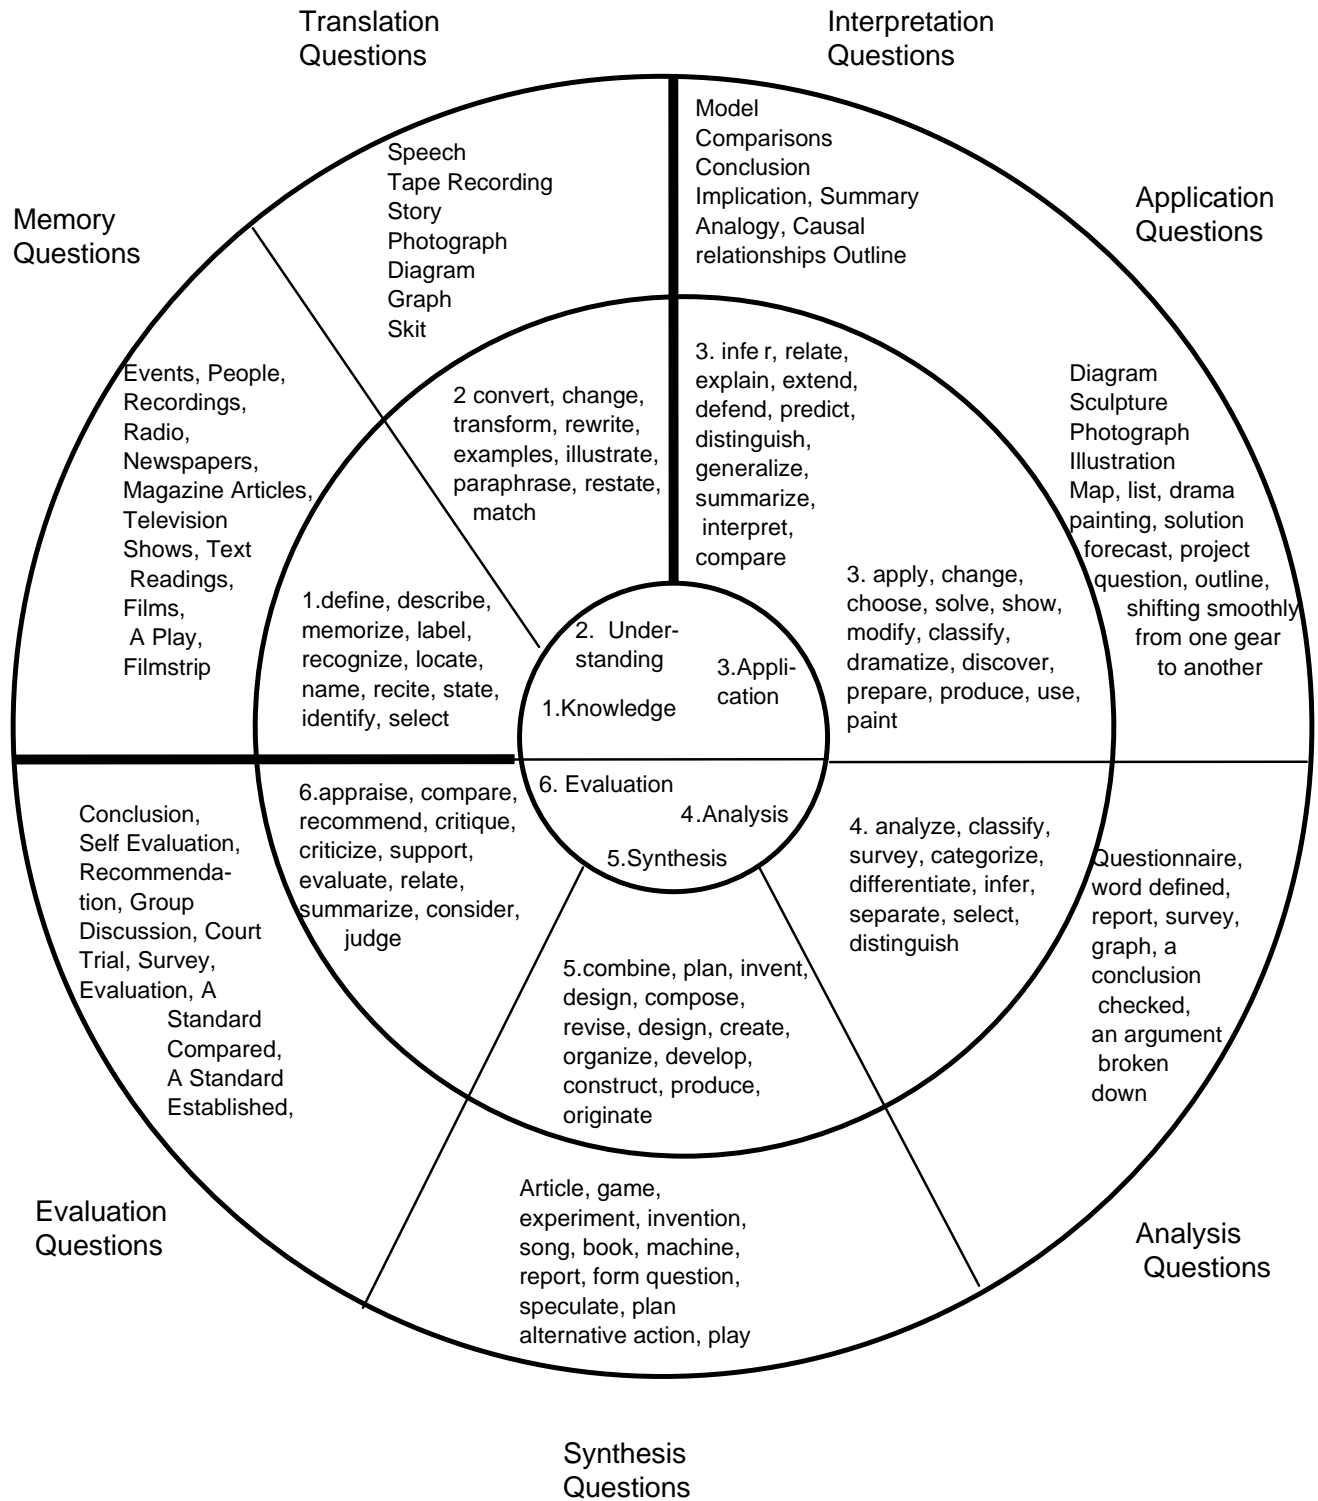 Translation
Questions
Interpretation
Questions
Memory
Questions
Application
Questions
Speech
Tape Recording
Story
Photograph
Diagram
Graph
Skit
Model
Comparisons
Conclusion
Implication, Summary
Analogy, Causal
relationships Outline
Events, People,
Recordings,
Radio,
Newspapers,
Magazine Articles,
Television
Shows, Text
Readings,
Films,
A Play,
Filmstrip
2 convert, change,
transform, rewrite,
examples, illustrate,
paraphrase, restate,
match
3. infe r, relate,
explain, extend,
defend, predict,
distinguish,
generalize,
summarize,
interpret,
compare
Diagram
Sculpture
Photograph
Illustration
Map, list, drama
painting, solution
forecast, project
question, outline,
shifting smoothly
from one gear
to another
1.define, describe,
memorize, label,
recognize, locate,
name, recite, state,
identify, select
3. apply, change,
choose, solve, show,
modify, classify,
dramatize, discover,
prepare, produce, use,
paint
2. Under-
standing
3.Appli-
cation
1.Knowledge
6. Evaluation
4.Analysis
5.Synthesis
Conclusion,
Self Evaluation,
Recommenda-
tion, Group
Discussion, Court
Trial, Survey,
Evaluation, A
Standard
Compared,
A Standard
Established,
6.appraise, compare,
recommend, critique,
criticize, support,
evaluate, relate,
summarize, consider,
judge
4. analyze, classify,
survey, categorize,
differentiate, infer,
separate, select,
distinguish
Questionnaire,
word defined,
report, survey,
graph, a
conclusion
checked,
an argument
broken
down
5.combine, plan, invent,
design, compose,
revise, design, create,
organize, develop,
construct, produce,
originate
Article, game,
experiment, invention,
song, book, machine,
report, form question,
speculate, plan
alternative action, play
Evaluation
Questions
Analysis
Questions
Synthesis
Questions